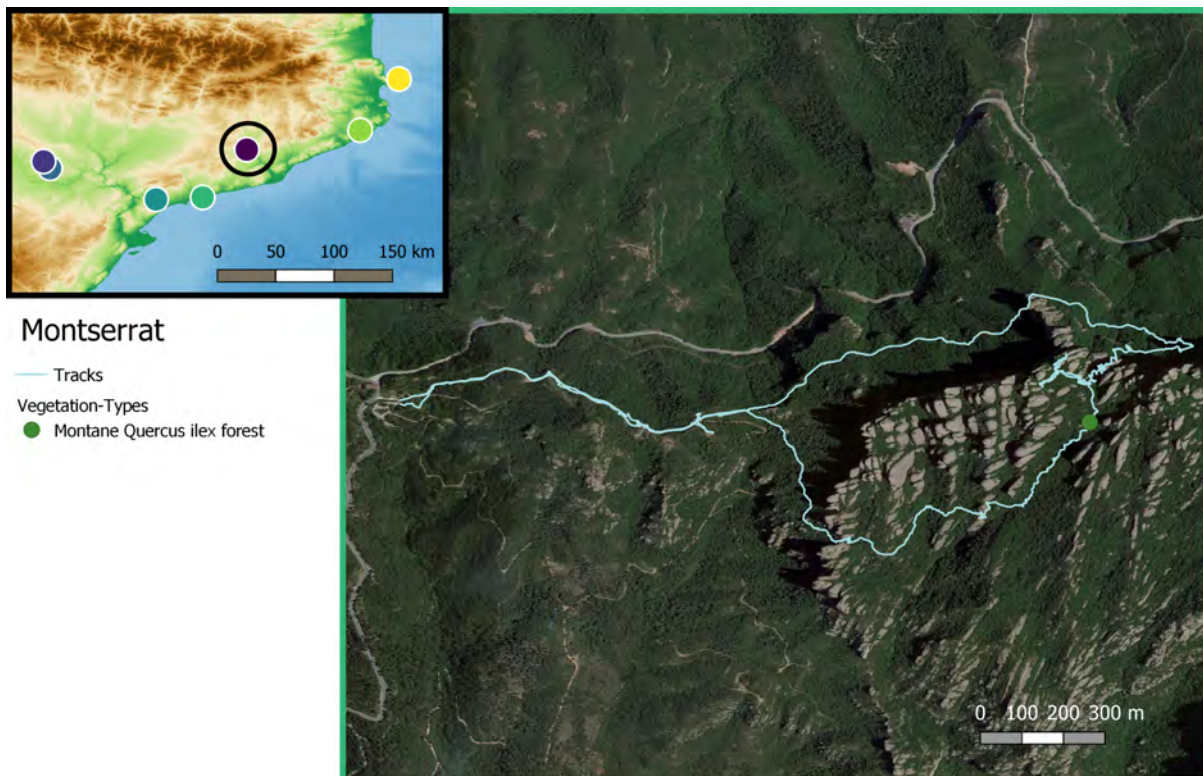 0 50 100 150 km
Montserrat
Tracks
Vegetation-Types
Montane Quercus ilex forest
0 100 200 300 m